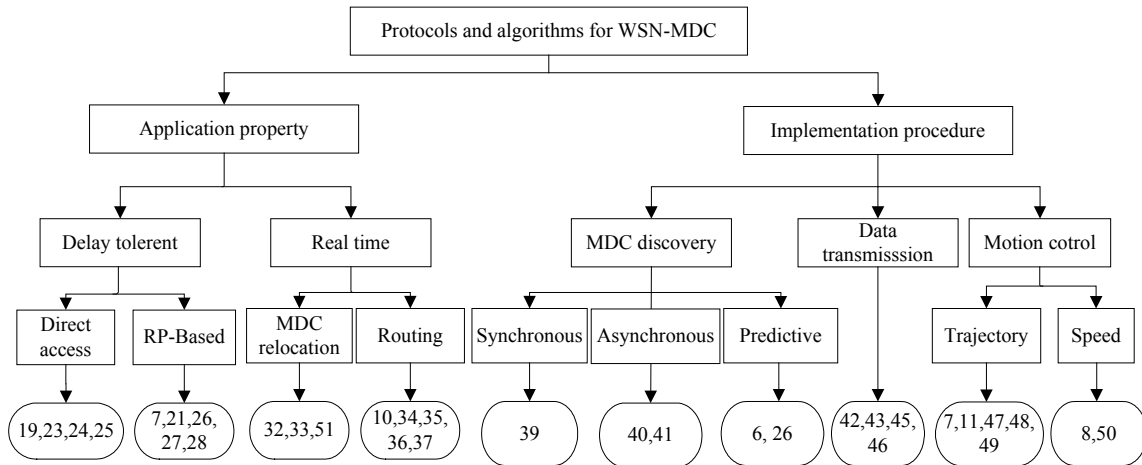 Protocols and algorithms for WSN-MDC
Application property
Implementation procedure
Delay tolerent
Real time
MDC discovery
Data
transmisssion
Motion cotrol
Direct
access
RP-Based
MDC
relocation
Routing
Synchronous
Asynchronous
Predictive
Trajectory
Speed
19,23,24,25
7,21,26,
27,28
32,33,51
10,34,35,
36,37
39
40,41
6, 26
42,43,45,
46
7,11,47,48,
49
8,50